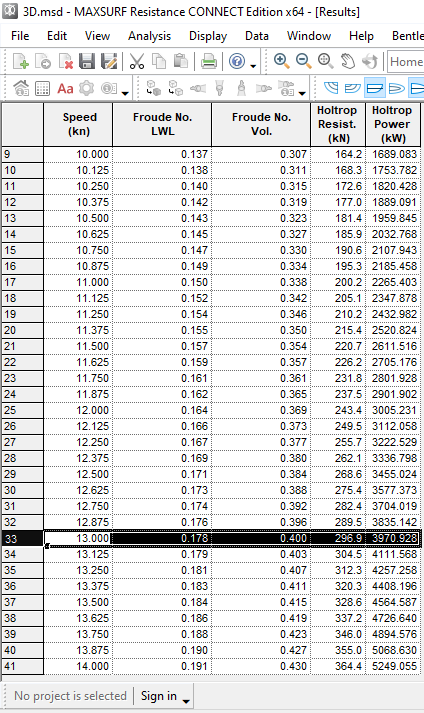 3D.msd - MAXSURF Resistance CONNECT Edition x64 - [Results]
File Edit View Analysis Display Data Window Help Bentle
Home
Aa
Speed (kn) Froude No. LWL Froude No. Vol. Holtrop Resist. (kN) Holtrop Power (kW)
9 10.000 0.137 0.307 164.2 1689.083
10 10.125 0.138 0.311 168.3 1753.782
11 10.250 0.140 0.315 172.6 1820.428
12 10.375 0.142 0.319 177.0 1889.091
13 10.500 0.143 0.323 181.4 1959.845
14 10.625 0.145 0.327 185.9 2032.768
15 10.750 0.147 0.330 190.6 2107.943
16 10.875 0.149 0.334 195.3 2185.458
17 11.000 0.150 0.338 200.2 2265.403
18 11.125 0.152 0.342 205.1 2347.878
19 11.250 0.154 0.346 210.2 2432.982
20 11.375 0.155 0.350 215.4 2520.824
21 11.500 0.157 0.354 220.7 2611.516
22 11.625 0.159 0.357 226.2 2705.176
23 11.750 0.161 0.361 231.8 2801.928
24 11.875 0.162 0.365 237.5 2901.902
25 12.000 0.164 0.369 243.4 3005.231
26 12.125 0.166 0.373 249.5 3112.058
27 12.250 0.167 0.377 255.7 3222.529
28 12.375 0.169 0.380 262.1 3336.798
29 12.500 0.171 0.384 268.6 3455.024
30 12.625 0.173 0.388 275.4 3577.373
31 12.750 0.174 0.392 282.4 3704.019
32 12.875 0.176 0.396 289.5 3835.142
33 13.000 0.178 0.400 296.9 3970.928
34 13.125 0.179 0.403 304.5 4111.568
35 13.250 0.181 0.407 312.3 4257.258
36 13.375 0.183 0.411 320.3 4408.196
37 13.500 0.184 0.415 328.6 4564.587
38 13.625 0.186 0.419 337.2 4726.640
39 13.750 0.188 0.423 346.0 4894.576
40 13.875 0.190 0.427 355.0 5068.630
41 14.000 0.191 0.430 364.4 5249.055
No project is selected Sign in